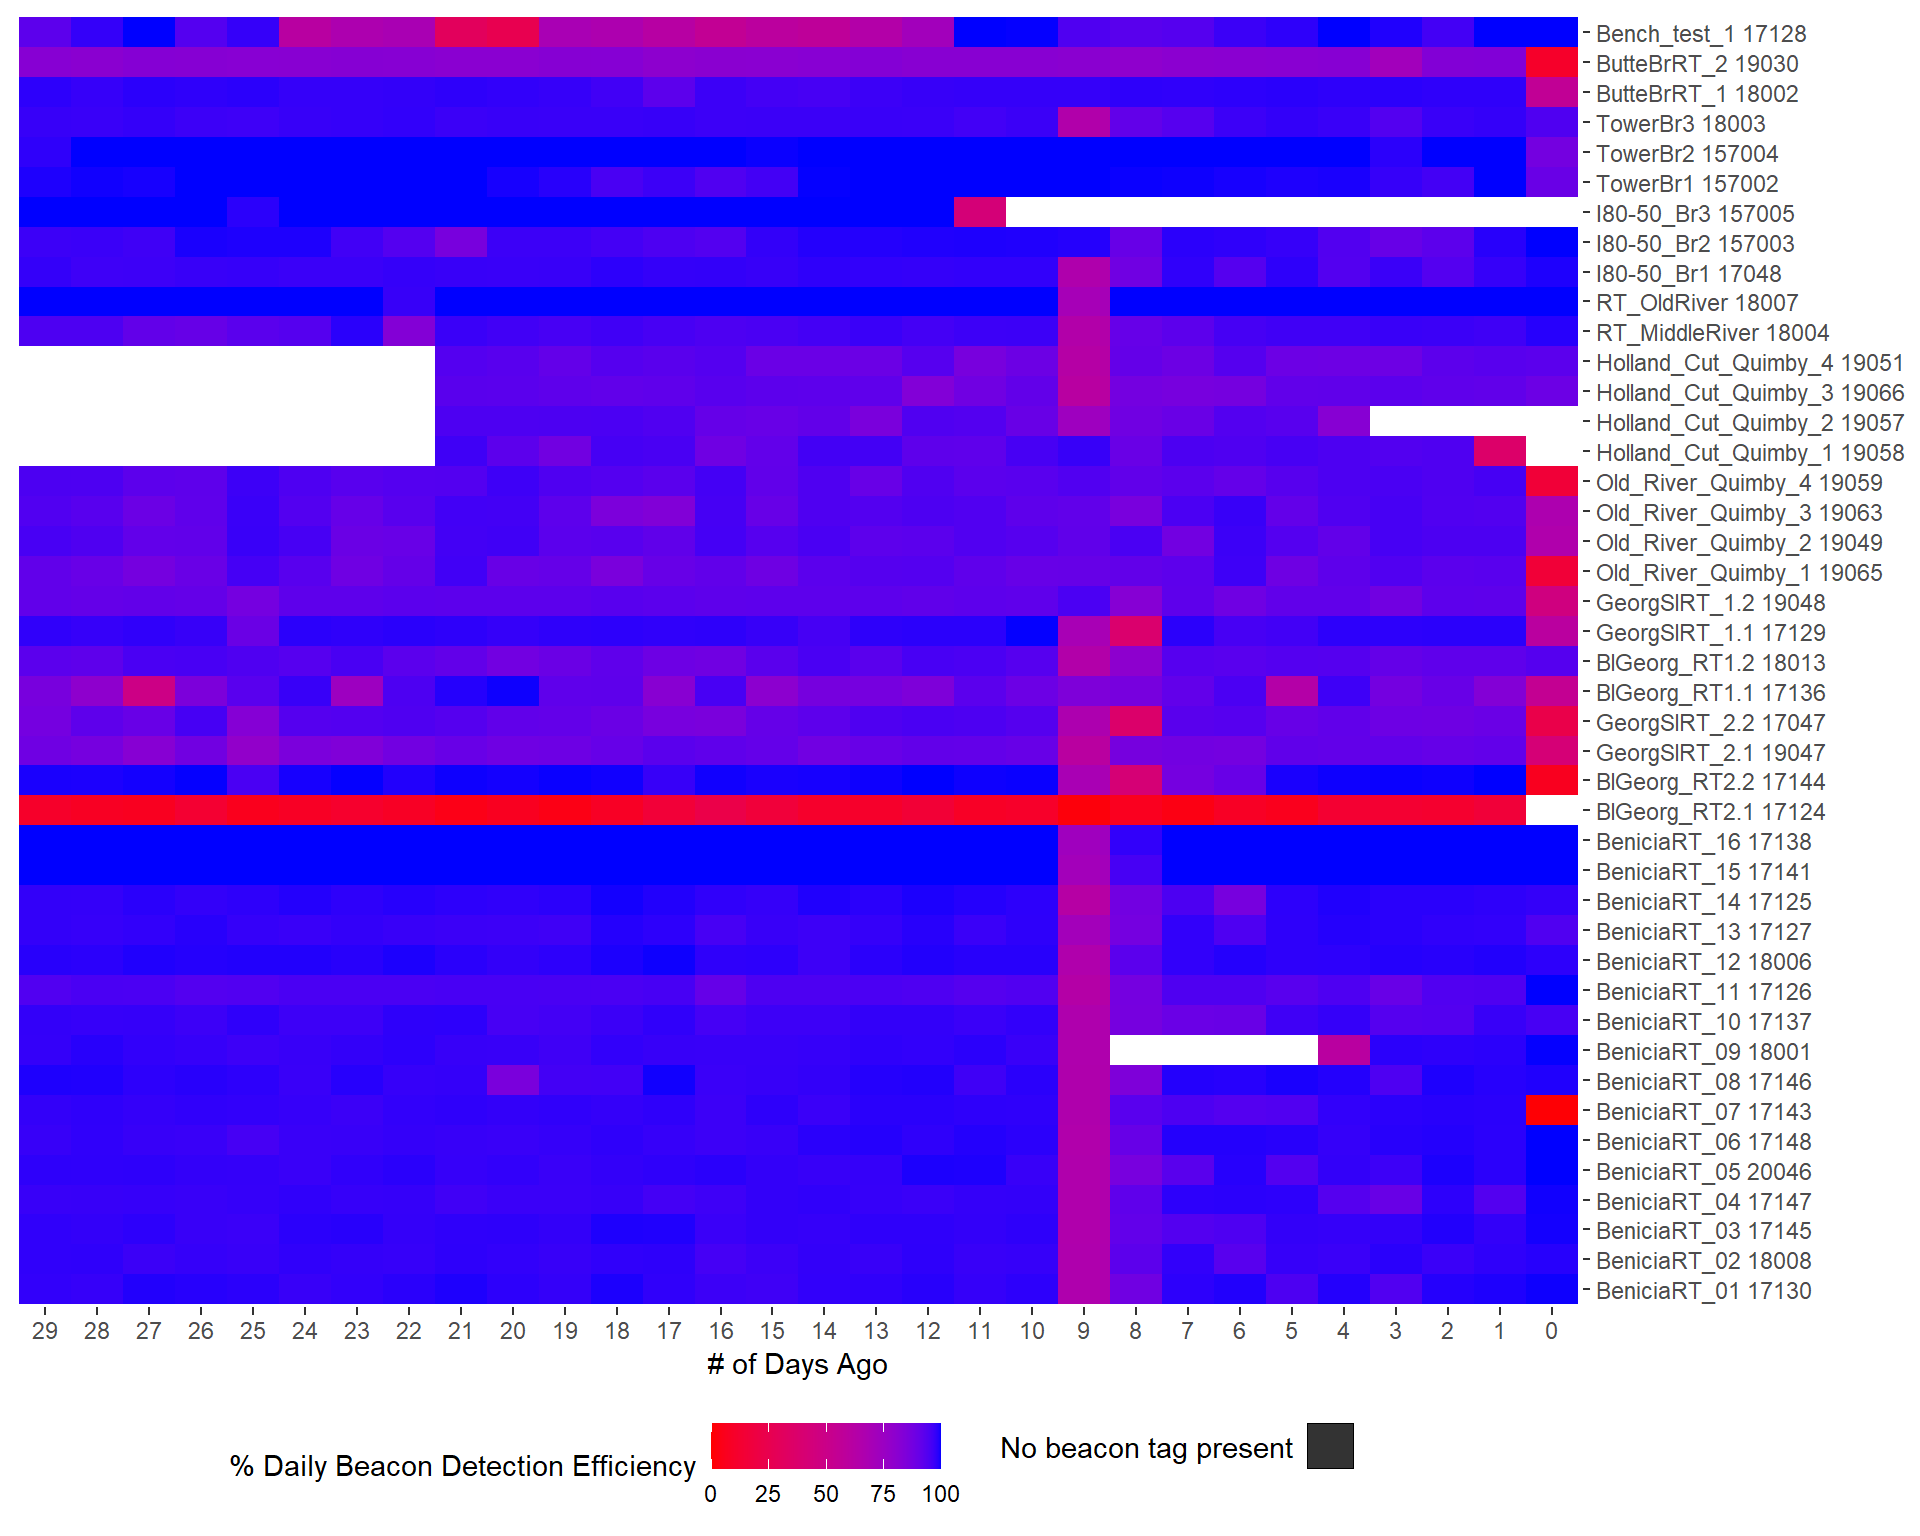 Bench_test_1 17128
ButteBrRT_2 19030
ButteBrRT_1 18002
TowerBr3 18003
TowerBr2 157004
TowerBr1 157002
I80-50_Br3 157005
I80-50_Br2 157003
I80-50_Br1 17048
RT_OldRiver 18007
RT_MiddleRiver 18004
Holland_Cut_Quimby_4 19051
Holland_Cut_Quimby_3 19066
Holland_Cut_Quimby_2 19057
Holland_Cut_Quimby_1 19058
Old_River_Quimby_4 19059
Old_River_Quimby_3 19063
Old_River_Quimby_2 19049
Old_River_Quimby_1 19065
GeorgSlRT_1.2 19048
GeorgSlRT_1.1 17129
BlGeorg_RT1.2 18013
BlGeorg_RT1.1 17136
GeorgSlRT_2.2 17047
GeorgSlRT_2.1 19047
BlGeorg_RT2.2 17144
BlGeorg_RT2.1 17124
BeniciaRT_16 17138
BeniciaRT_15 17141
BeniciaRT_14 17125
BeniciaRT_13 17127
BeniciaRT_12 18006
BeniciaRT_11 17126
BeniciaRT_10 17137
BeniciaRT_09 18001
BeniciaRT_08 17146
BeniciaRT_07 17143
BeniciaRT_06 17148
BeniciaRT_05 20046
BeniciaRT_04 17147
BeniciaRT_03 17145
BeniciaRT_02 18008
BeniciaRT_01 17130
29 28 27 26 25 24 23 22 21 20 19 18 17 16 15 14 13 12 11 10 9 8 7 6 5 4 3 2 1 0
# of Days Ago
% Daily Beacon Detection Efficiency
0 25 50 75 100
No beacon tag present